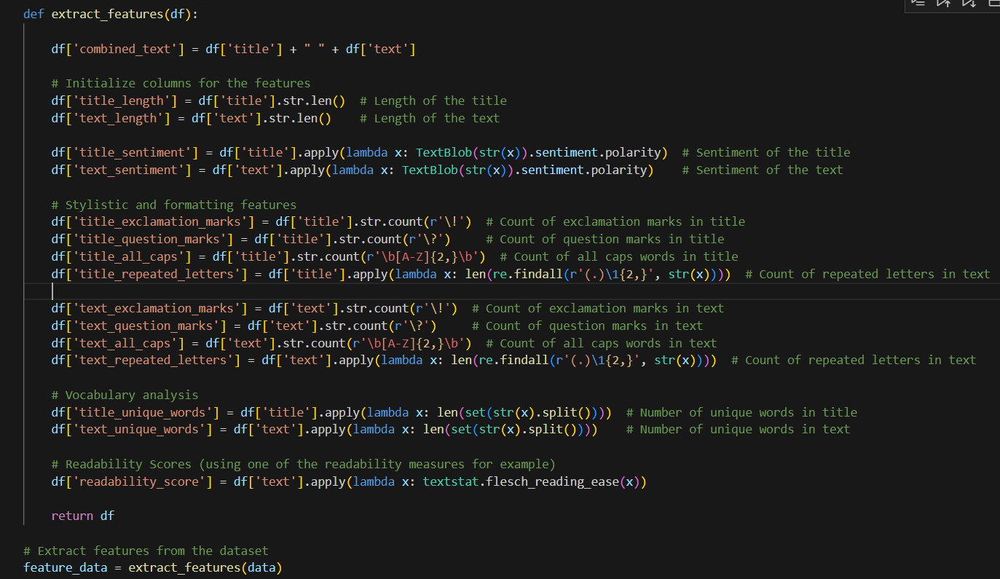 def extract_features(df):
df['combined_text'] = df['title'] + " " + df['text']
# Initialize columns for the features
df['title_length'] = df['title'].str.len()  # Length of the title
df['text_length'] = df['text'].str.len()    # Length of the text
df['title_sentiment'] = df['title'].apply(lambda x: TextBlob(str(x)).sentiment.polarity)  # Sentiment of the title
df['text_sentiment'] = df['text'].apply(lambda x: TextBlob(str(x)).sentiment.polarity)    # Sentiment of the text
# Stylistic and formatting features
df['title_exclamation_marks'] = df['title'].str.count(r'\!')  # Count of exclamation marks in title
df['title_question_marks'] = df['title'].str.count(r'\?')     # Count of question marks in title
df['title_all_caps'] = df['title'].str.count(r'\b[A-Z]{2,}\b')  # Count of all caps words in title
df['title_repeated_letters'] = df['title'].apply(lambda x: len(re.findall(r'(.)\1{2,}', str(x))))  # Count of repeated letters in text
df['text_exclamation_marks'] = df['text'].str.count(r'\!')  # Count of exclamation marks in text
df['text_question_marks'] = df['text'].str.count(r'\?')     # Count of question marks in text
df['text_all_caps'] = df['text'].str.count(r'\b[A-Z]{2,}\b')  # Count of all caps words in text
df['text_repeated_letters'] = df['text'].apply(lambda x: len(re.findall(r'(.)\1{2,}', str(x))))  # Count of repeated letters in text
# Vocabulary analysis
df['title_unique_words'] = df['title'].apply(lambda x: len(set(str(x).split())))  # Number of unique words in title
df['text_unique_words'] = df['text'].apply(lambda x: len(set(str(x).split())))    # Number of unique words in text
# Readability Scores (using one of the readability measures for example)
df['readability_score'] = df['text'].apply(lambda x: textstat.flesch_reading_ease(x))
return df
# Extract features from the dataset
feature_data = extract_features(data)